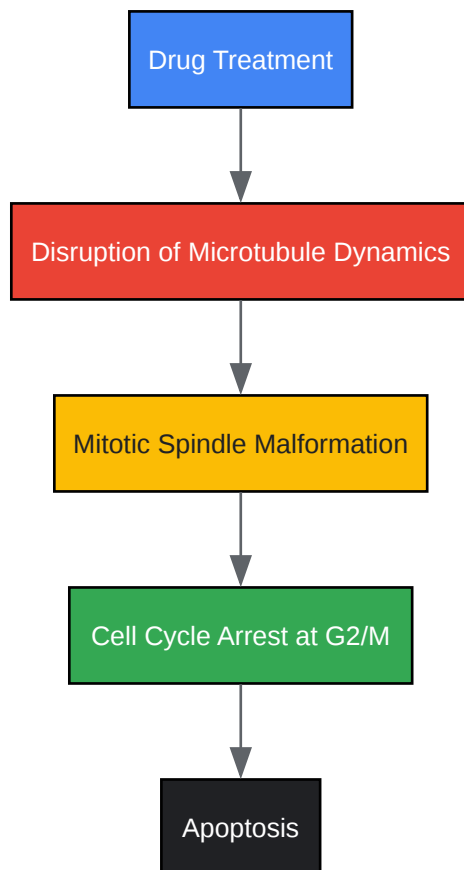 Drug Treatment
Disruption of Microtubule Dynamics
Mitotic Spindle Malformation
Cell Cycle Arrest at G2/M
Apoptosis